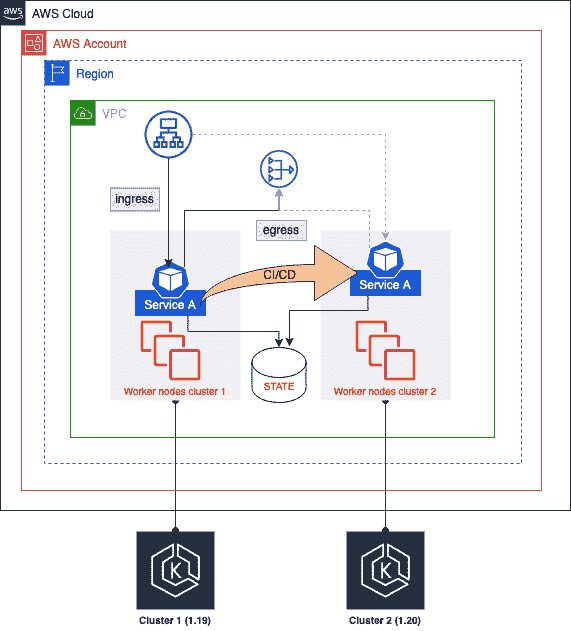 aws
AWS Cloud
AWS Account
Region
VPC
ingress
egress
CI/CD
Service A
Service A
STATE
Worker nodes cluster 1
Worker nodes cluster 2
K
K
Cluster 1 (1.19)
Cluster 2 (1.20)